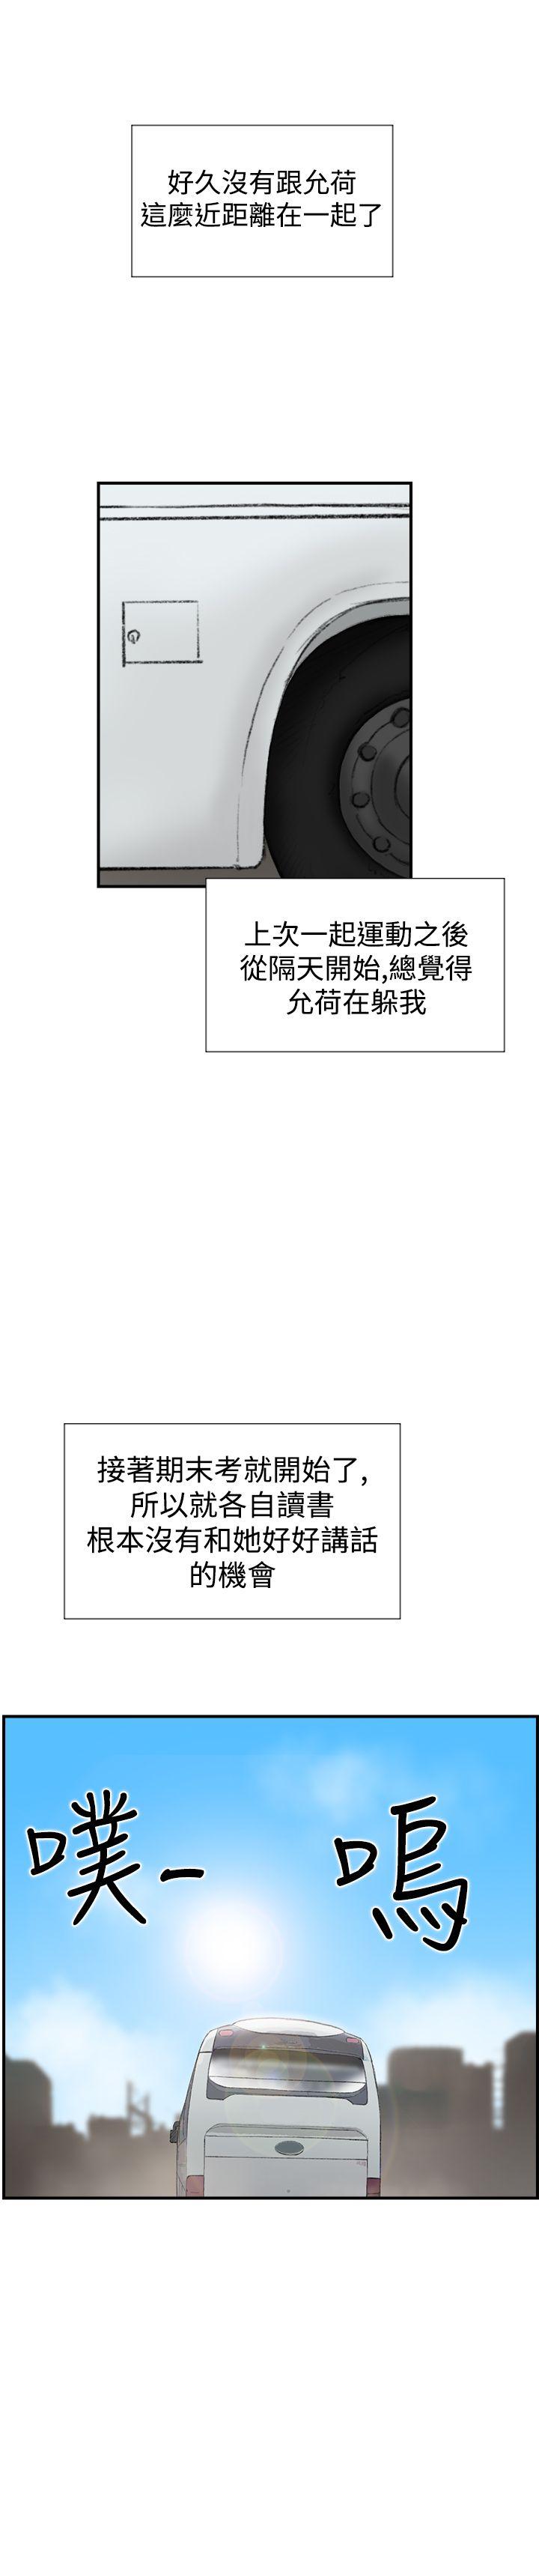 好久沒有跟允荷
這麼近距離在一起了
上次一起運動之後
從隔天開始,總覺得
允荷在躲我
接著期末考就開始了,
所以就各自讀書
根本沒有和她好好講話
的機會
噗- 嗚